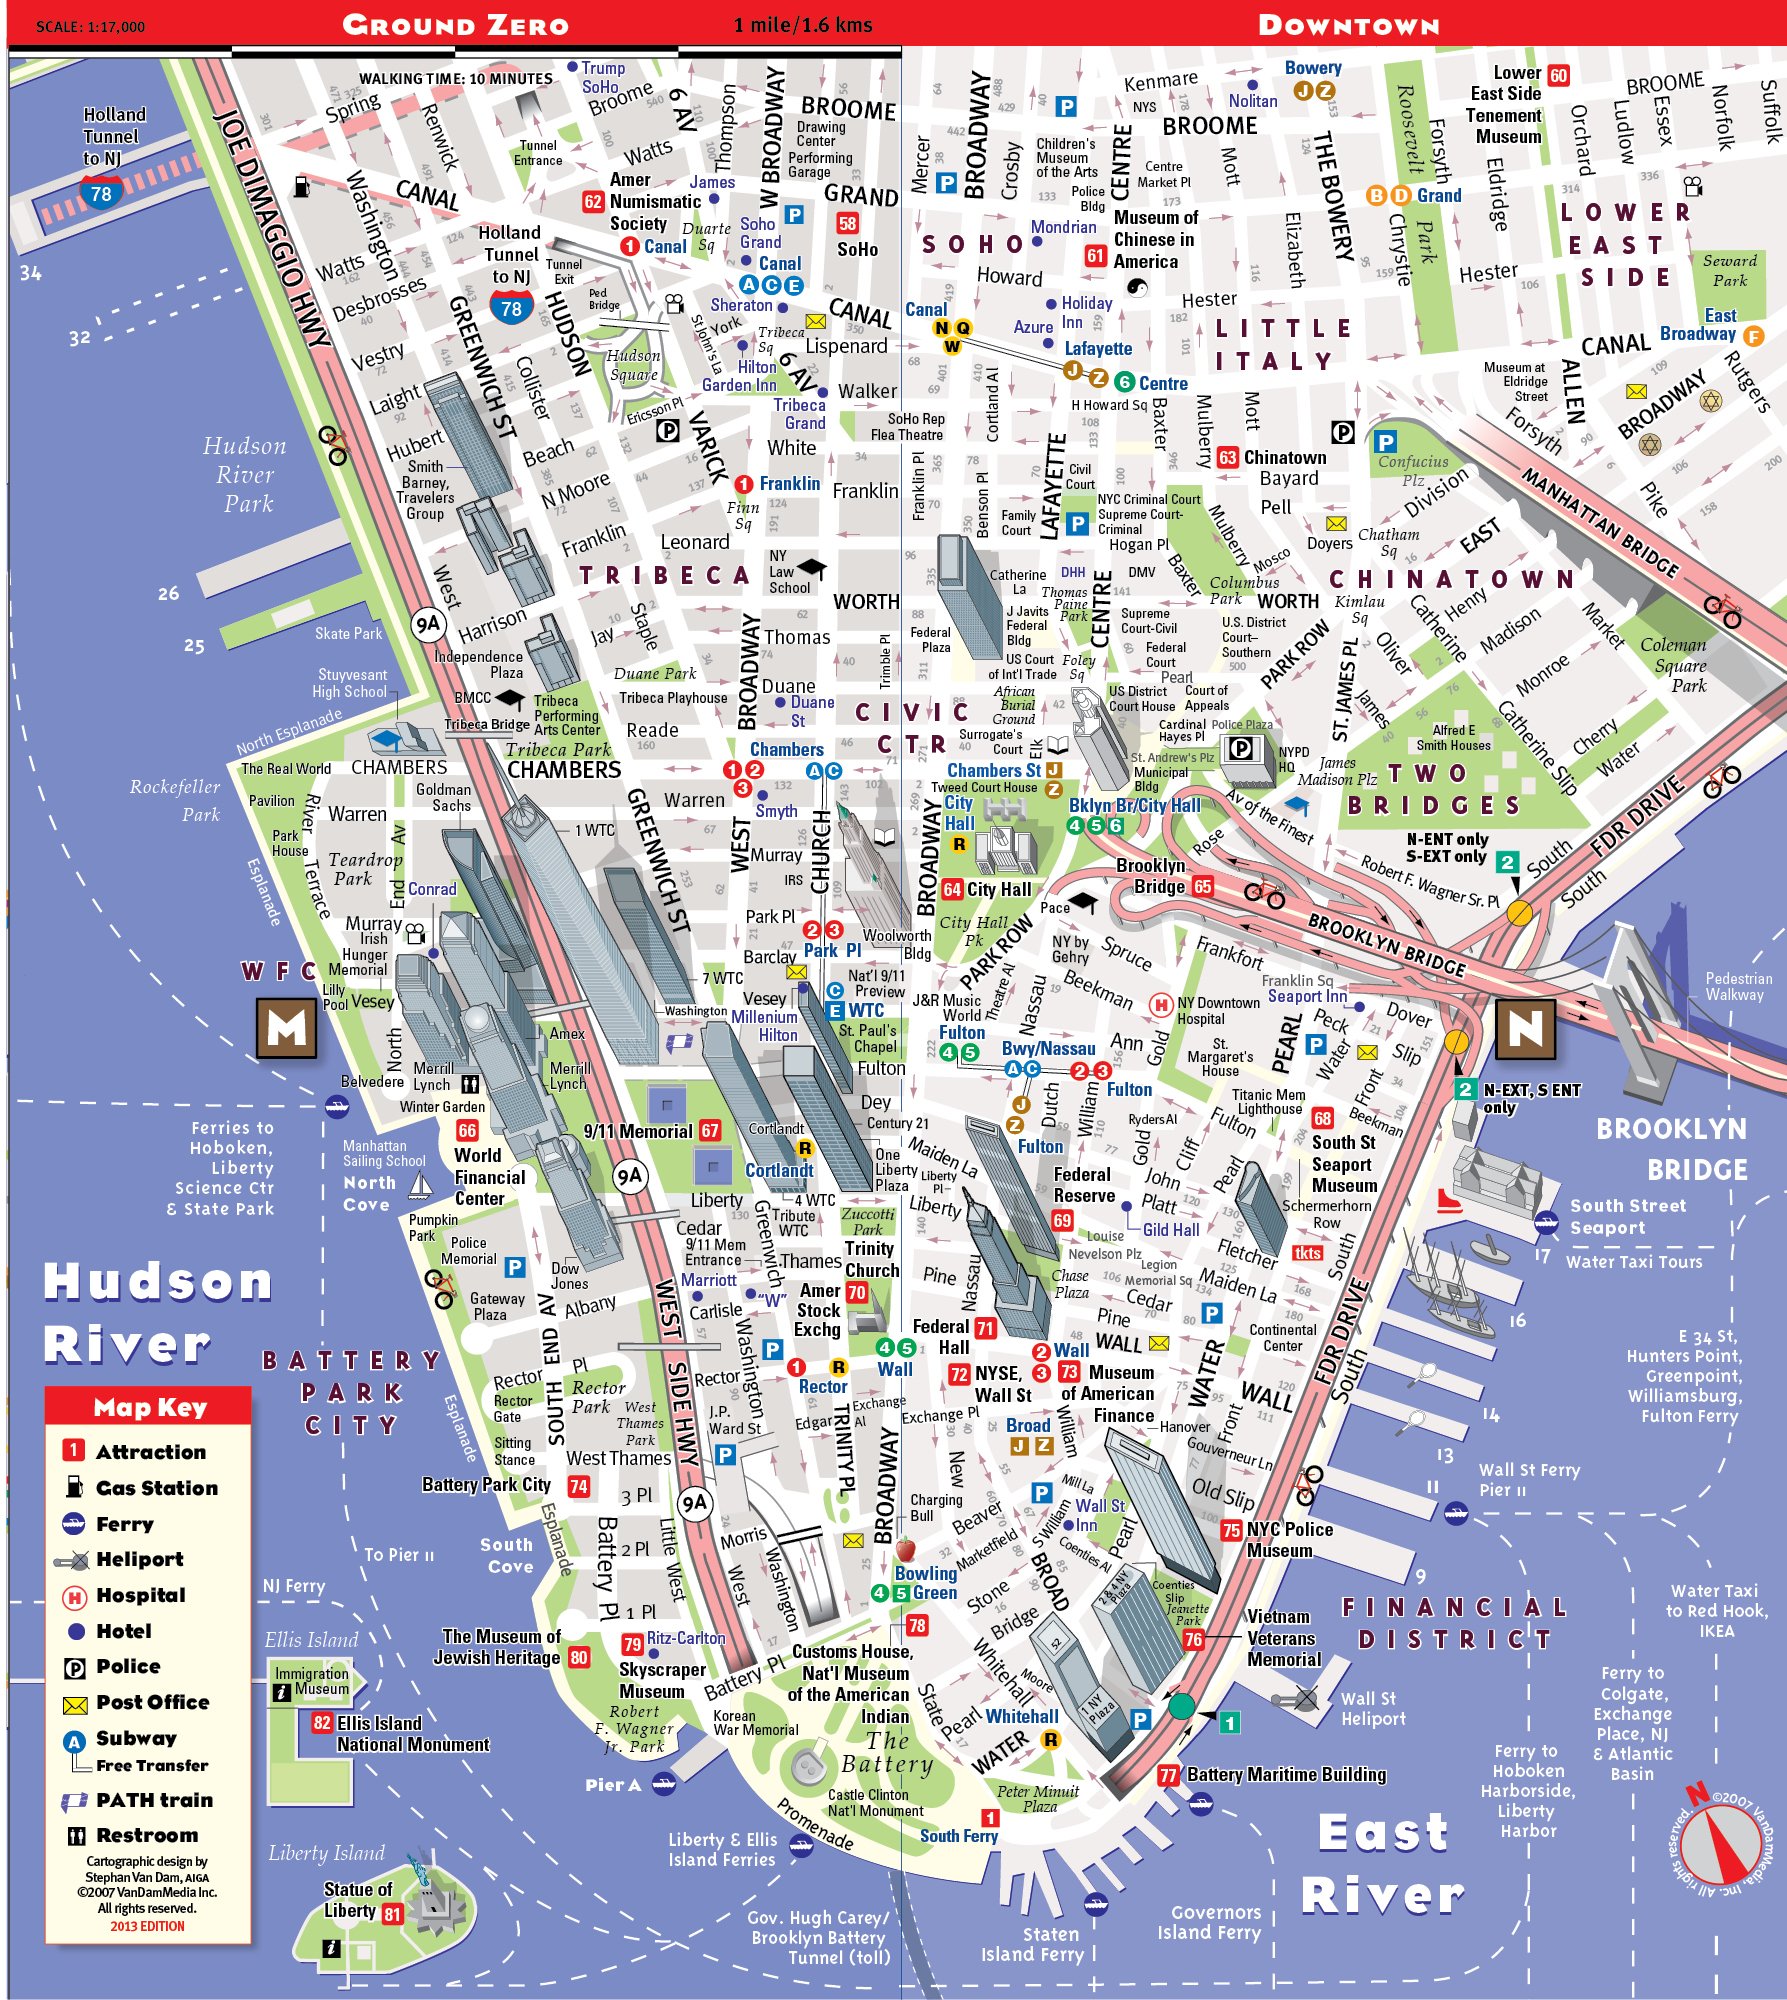 SCALE: 1:17,000
GROUND ZERO
1 mile/1.6 kms
DOWNTOWN
WALKING TIME: 10 MINUTES
Holland
Tunnel
to NJ
78
JOE DIMAGGIO HWY
Spring
Renwick
Trump
SoHo
Broome
6 AV
Thompson
W BROADWAY
BROOME
Drawing
Center
Performing
Garage
GRAND
Tunnel
Entrance
Watts
Washington
CANAL
62
Amer
Numismatic
Society
James
1 Canal
Duarte
Sq
Soho
Grand
Canal
A C E
58
SoHo
Holland
Tunnel
to NJ
78
Tunnel
Exit
Ped
Bridge
Sheraton
Watts
Desbrosses
GREENWICH ST
HUDSON
St John's La
York
Tribeca
Sq
CANAL
Lispenard
Vestry
Laight
Collister
Hudson
Square
Hilton
Garden Inn
6 AV
Walker
Tribeca
Grand
Ericsson Pl
VARICK
White
Hubert
Beach
N Moore
Smith
Barney,
Travelers
Group
1 Franklin
Franklin
Finn
Sq
Franklin
Leonard
NY
Law
School
TRIBECA
WORTH
West
9A
Harrison
Jay
Staple
Thomas
Independence
Plaza
Duane Park
Duane
Duane
St
BMCC
Tribeca
Performing
Arts Center
Tribeca Playhouse
Tribeca Bridge
Tribeca Park
Reade
BROADWAY
Trimble Pl
CIVIC
CTR
34
32
26
25
Hudson
River
Park
Skate Park
Stuyvesant
High School
North Esplanade
Rockefeller
Park
The Real World
CHAMBERS
CHAMBERS
Chambers
1 2
3
A C
Pavilion
River Terrace
Warren
Goldman
Sachs
Warren
Smyth
Park
House
Teardrop
Park
End Av
1 WTC
GREENWICH ST
WEST
CHURCH
Murray
IRS
Conrad
Esplanade
Murray
Irish
Hunger
Memorial
WFC
Lilly
Pool
Vesey
M
Park Pl
2 3
Park Pl
Woolworth
Bldg
Barclay
7 WTC
Nat'l 9/11
Preview
Vesey
Millenium
Hilton
C
E WTC
St. Paul's
Chapel
Washington
North
Amex
Belvedere
Merrill
Lynch
Merrill
Lynch
Winter Garden
66
World
Financial
Center
Fulton
Dey
Century 21
9/11 Memorial 67
Cortlandt
R
Cortlandt
One
Liberty
Plaza
4 WTC
Tribute
WTC
Liberty
Cedar
9/11 Mem
Entrance
Greenwich
Thames
Zuccotti
Park
Trinity
Church
70
Amer
Stock
Exchg
Marriott
Carlisle
"W"
Washington
9A
Ferries to
Hoboken,
Liberty
Science Ctr
& State Park
Manhattan
Sailing School
North
Cove
Pumpkin
Park
Police
Memorial
Gateway
Plaza
Dow
Jones
Albany
SOUTH END AV
WEST
SIDE HWY
Hudson
River
BATTERY
PARK
CITY
Esplanade
Rector
Pl
Rector
Park
Rector
Gate
West
Thames
Park
Sitting
Stance
West Thames
Rector
1
R
Rector
J.P.
Ward St
Edgar
Exchange
Al
TRINITY PL
BROADWAY
4 5
Wall
Battery Park City 74
3 Pl
2 Pl
1 Pl
9A
Battery Pl
Little West
Morris
West
Washington
Charging
Bull
Esplanade
South
Cove
To Pier 11
NJ Ferry
Ellis Island
Immigration
Museum
82 Ellis Island
National Monument
The Museum of
Jewish Heritage
80
79
Ritz-Carlton
Skyscraper
Museum
Robert
F. Wagner
Jr. Park
Battery Pl
Korean
War Memorial
Customs House,
Nat'l Museum
of the American
Indian
78
Bowling
4 5 Green
The
Battery
Castle Clinton
Nat'l Monument
Pier A
Promenade
Liberty & Ellis
Island Ferries
Liberty Island
Statue of
Liberty
81
Gov. Hugh Carey/
Brooklyn Battery
Tunnel (toll)
Map Key
1 Attraction
Gas Station
Ferry
Heliport
H Hospital
Hotel
P Police
Post Office
A Subway
Free Transfer
PATH train
Restroom
Cartographic design by
Stephan Van Dam, AIGA
©2007 VanDamMedia Inc.
All rights reserved.
2013 EDITION
Mercer
BROADWAY
Crosby
Kenmare
NYS
Nolitan
Bowery
J Z
Children's
Museum
of the Arts
CENTRE
BROOME
Centre
Market Pl
Police
Bldg
Mott
THE BOWERY
Roosevelt
Park
Forsyth
Lower
East Side
Tenement
Museum
60
BROOME
Orchard
Ludlow
Essex
Norfolk
Suffolk
Eldridge
B D Grand
Chrystie
SOHO
Mondrian
61
Museum of
Chinese in
America
Elizabeth
LOWER
EAST
SIDE
Seward
Park
Howard
Hester
Hester
Canal
N Q
W
Holiday
Inn
Azure
Lafayette
J Z
6 Centre
LITTLE
ITALY
East
Broadway F
CANAL
Rutgers
Museum at
Eldridge
Street
ALLEN
BROADWAY
Forsyth
H Howard Sq
Cortland Al
SoHo Rep
Flea Theatre
Baxter
Mulberry
Mott
LAFAYETTE
63 Chinatown
Bayard
Confucius
Plz
Division
MANHATTAN BRIDGE
Pike
Franklin Pl
Benson Pl
Civil
Court
NYC Criminal Court
Supreme Court-
Criminal
Family
Court
Pell
Doyers
Chatham
Sq
EAST
Hogan Pl
Mulberry
Mosco
CHINATOWN
Catherine
La
DHH
DMV
Baxter
Columbus
Park
WORTH
Kimlau
Sq
Catherine
Henry
Madison
Market
Thomas
Paine
Park
CENTRE
J Javits
Federal
Bldg
Supreme
Court-Civil
U.S. District
Court–
Southern
PARK ROW
Oliver
Monroe
Coleman
Square
Park
Federal
Plaza
US Court
of Int'l Trade
Foley
Sq
Federal
Court
Pearl
ST. JAMES PL
James
Catherine Slip
Cherry
Water
African
Burial
Ground
US District
Court House
Court of
Appeals
Cardinal
Hayes Pl
Police Plaza
Alfred E
Smith Houses
Surrogate's
Court
Elk
St. Andrew's Plz
NYPD
HQ
James
Madison Plz
TWO
BRIDGES
Chambers St
J
Z
Tweed Court House
Municipal
Bldg
City
Hall
R
Bklyn Br/City Hall
4 5 6
Av of the Finest
BROADWAY
N-ENT only
S-EXT only
2
FDR DRIVE
South
South
Brooklyn
Bridge 65
Rose
Robert F. Wagner Sr. Pl
64 City Hall
City Hall
Pk
Pace
BROOKLYN BRIDGE
PARK ROW
NY by
Gehry
Spruce
Frankfort
Theatre Al
Nassau
Beekman
J&R Music
World
Fulton
4 5
Franklin Sq
Seaport Inn
NY Downtown
Hospital
PEARL
Peck
Slip
Dover
N
Pedestrian
Walkway
Bwy/Nassau
A C
2 3
Fulton
Ann
Gold
St.
Margaret's
House
Water
Front
2
N-EXT, S ENT
only
J
Z
Fulton
Dutch
William
Ryders Al
Titanic Mem
Lighthouse
68
South St
Seaport
Museum
Beekman
BROOKLYN
BRIDGE
Maiden La
Liberty
Pl
Liberty
Federal
Reserve
69
Gold
Cliff
Fulton
John
Platt
Pearl
Gild Hall
Schermerhorn
Row
tkts
South Street
Seaport
17
Water Taxi Tours
Louise
Nevelson Plz
Legion
Memorial Sq
Fletcher
Maiden La
Chase
Plaza
Cedar
Pine
Pine
Nassau
Federal
Hall
71
WALL
2 Wall
3
72
NYSE,
Wall St
73 Museum
of American
Finance
Exchange Pl
Broad
J Z
William
WATER
WALL
Continental
Center
South
FDR DRIVE
South
16
14
13
11
E 34 St,
Hunters Point,
Greenpoint,
Williamsburg,
Fulton Ferry
Wall St Ferry
Pier 11
Hanover
Front
Gouverneur Ln
Old Slip
New
Beaver
Marketfield
Mill La
S William
Wall St
Inn
Coenties Al
Pearl
75 NYC Police
Museum
Stone
BROAD
Bridge
2 & 4 NY
Plaza
Coenties
Slip
Jeanette
Park
76
Vietnam
Veterans
Memorial
FINANCIAL
DISTRICT
9
Whitehall
Moore
1 NY
Plaza
State
Pearl
Whitehall
R
WATER
Peter Minuit
Plaza
1
South Ferry
1
77 Battery Maritime Building
Wall St
Heliport
Water Taxi
to Red Hook,
IKEA
Ferry to
Colgate,
Exchange
Place, NJ
& Atlantic
Basin
Ferry to
Hoboken
Harborside,
Liberty
Harbor
East
River
Staten
Island Ferry
Governors
Island Ferry
N
©2007 VanDamMedia, Inc. All rights reserved.